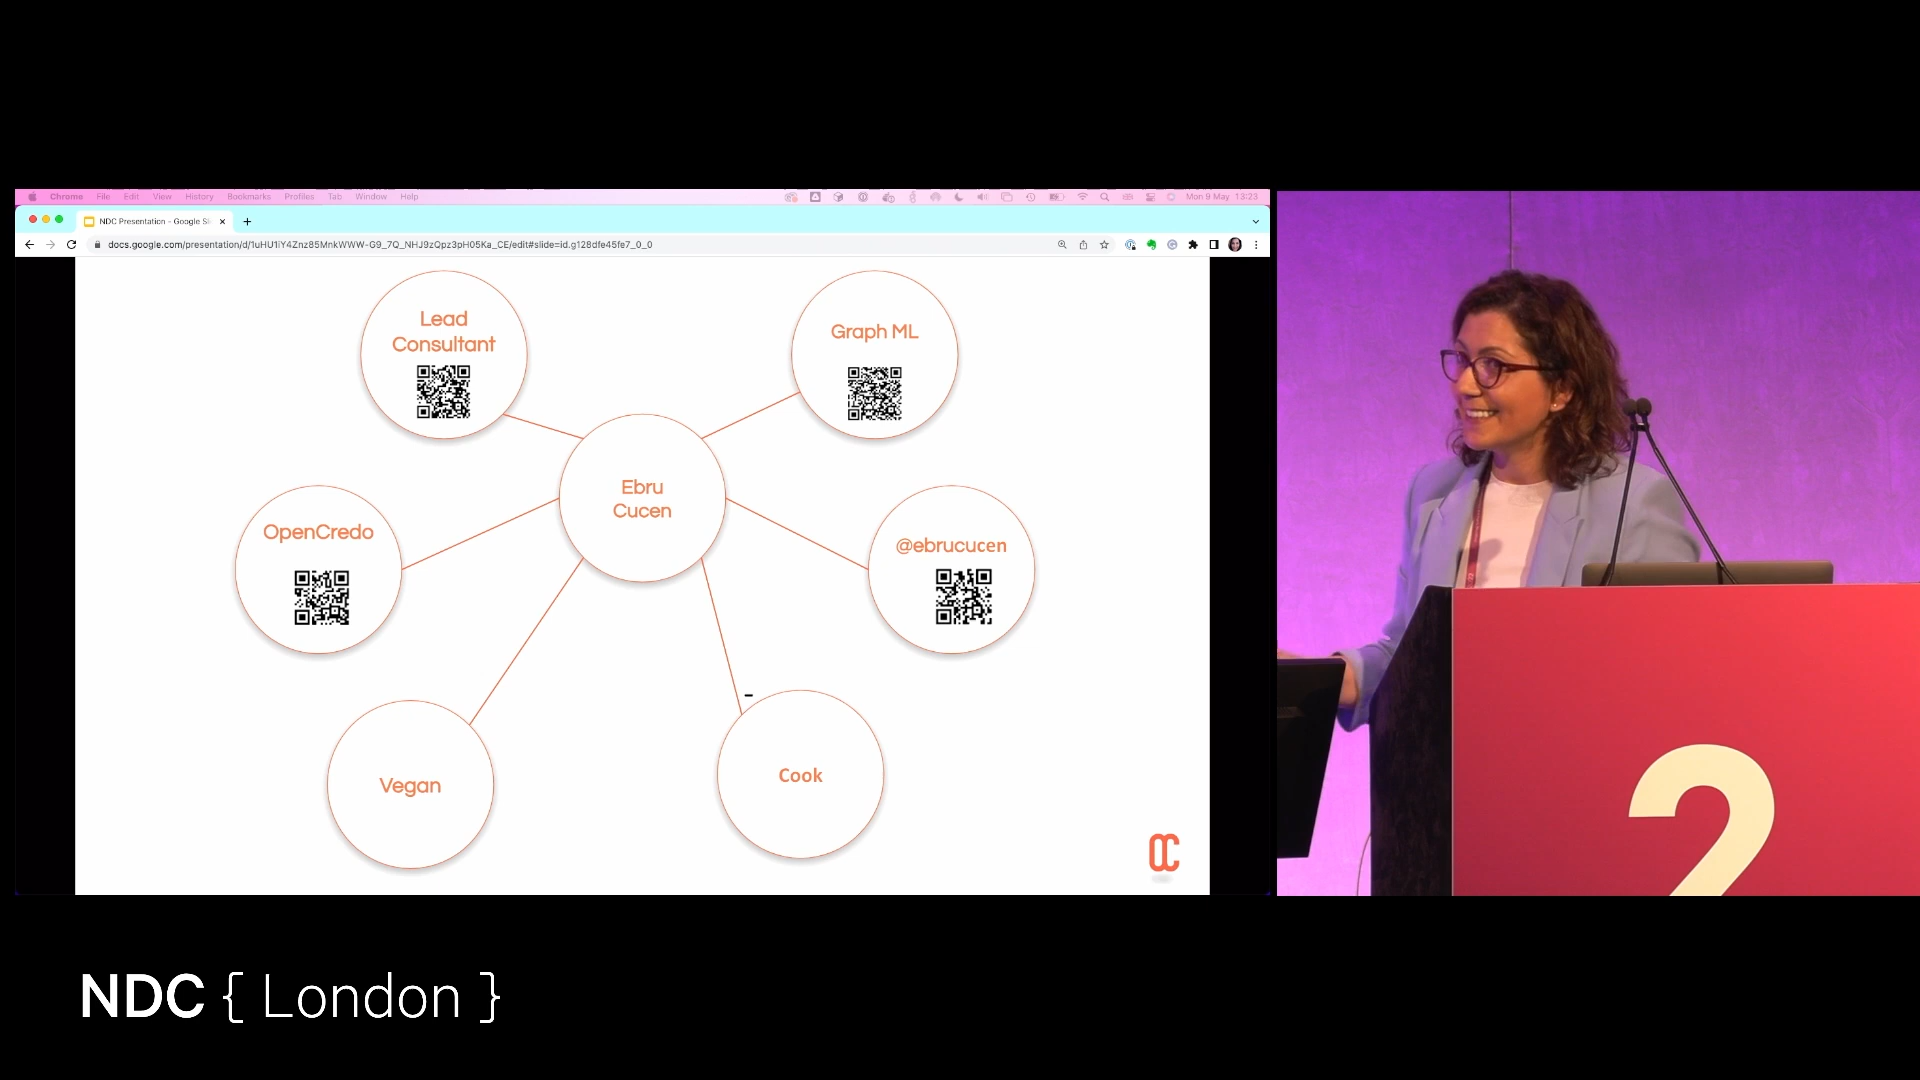 Chrome File Edit View History Bookmarks Profiles Tab Window Help
Mon 9 May 13:23
NDC Presentation - Google Sl
docs.google.com/presentation/d/1uHU1iY4Znz85MnkWWW-G9_7Q_NHJ9zQpz3pH05Ka_CE/edit#slide=id.g128dfe45fe7_0_0
Lead
Consultant
Graph ML
Ebru
Cucen
OpenCredo
@ebrucucen
Vegan
Cook
OC
2
NDC { London }